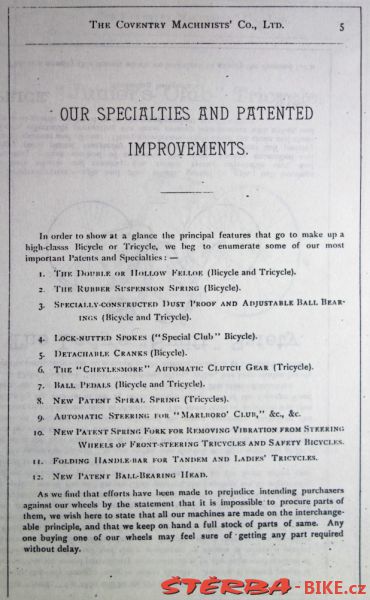 The Coventry Machinists' Co., Ltd. 5
OUR SPECIALTIES AND PATENTED
IMPROVEMENTS.
In order to show at a glance the principal features that go to make up a
high-classs Bicycle or Tricycle, we beg to enumerate some of our most
important Patents and Specialties: —
1. The Double or Hollow Felloe (Bicycle and Tricycle).
2. The Rubber Suspension Spring (Bicycle).
3. Specially-constructed Dust Proof and Adjustable Ball Bear-
ings (Bicycle and Tricycle).
4. Lock-nutted Spokes ("Special Club" Bicycle).
5. Detachable Cranks (Bicycle).
6. The "Cheylesmore" Automatic Clutch Gear (Tricycle).
7. Ball Pedals (Bicycle and Tricycle).
8. New Patent Spiral Spring (Tricycles).
9. Automatic Steering for "Marlboro' Club," &c., &c.
10. New Patent Spring Fork for Removing Vibration from Steering
Wheels of Front-steering Tricycles and Safety Bicycles.
11. Folding Handle-bar for Tandem and Ladies' Tricycles.
12. New Patent Ball-Bearing Head.
As we find that efforts have been made to prejudice intending purchasers
against our wheels by the statement that it is impossible to procure parts of
them, we wish here to state that all our machines are made on the interchange-
able principle, and that we keep on hand a full stock of parts of same. Any
one buying one of our wheels may feel sure of getting any part required
without delay.
ŠTĚRBA-BIKE.cz